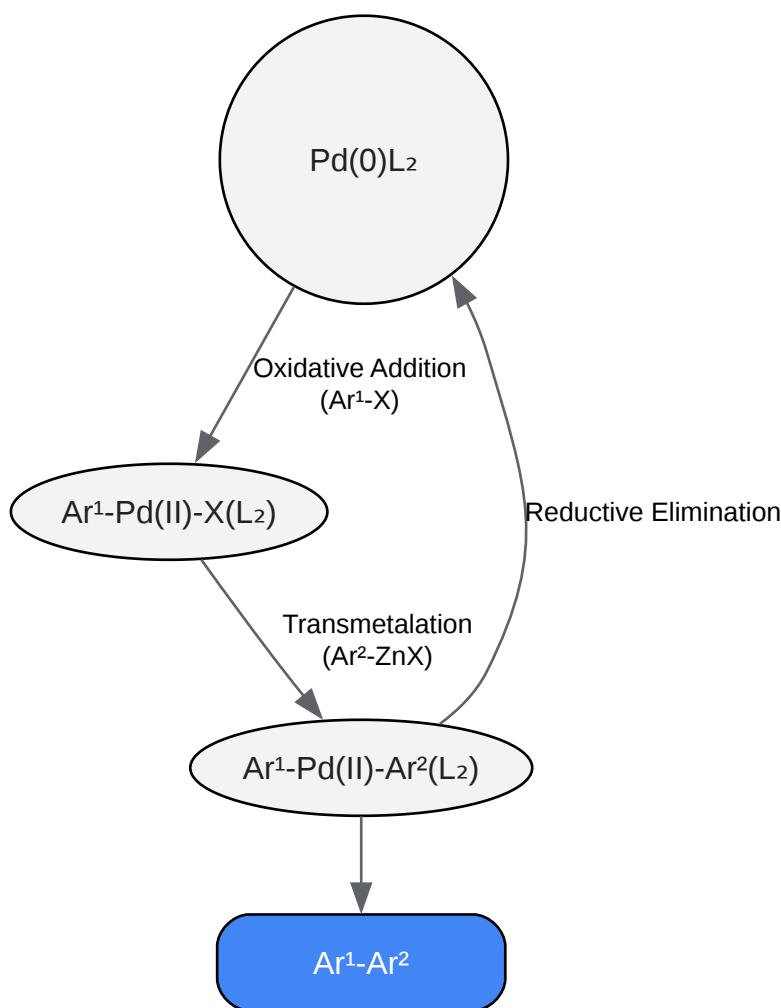 Pd(0)L₂
Oxidative Addition
(Ar¹-X)
Ar¹-Pd(II)-X(L₂)
Reductive Elimination
Transmetalation
(Ar²-ZnX)
Ar¹-Pd(II)-Ar²(L₂)
Ar¹-Ar²